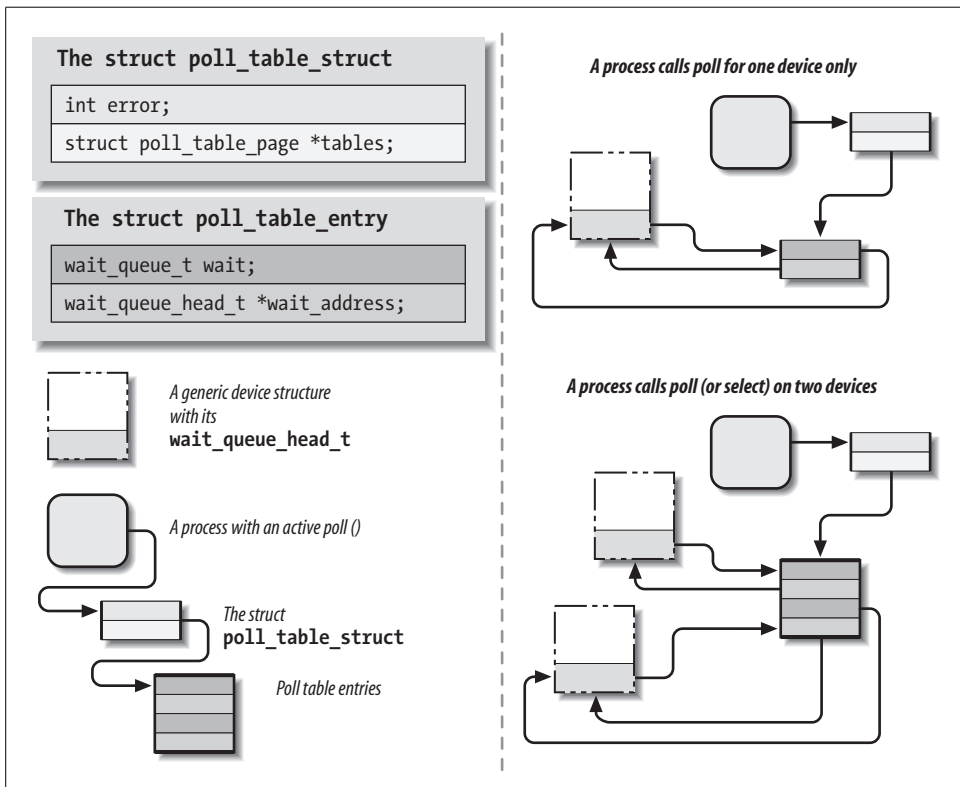 The struct poll_table_struct
int error;
struct poll_table_page *tables;
The struct poll_table_entry
wait_queue_t wait;
wait_queue_head_t *wait_address;
A generic device structure
with its
wait_queue_head_t
A process with an active poll ()
The struct
poll_table_struct
Poll table entries
A process calls poll for one device only
A process calls poll (or select) on two devices